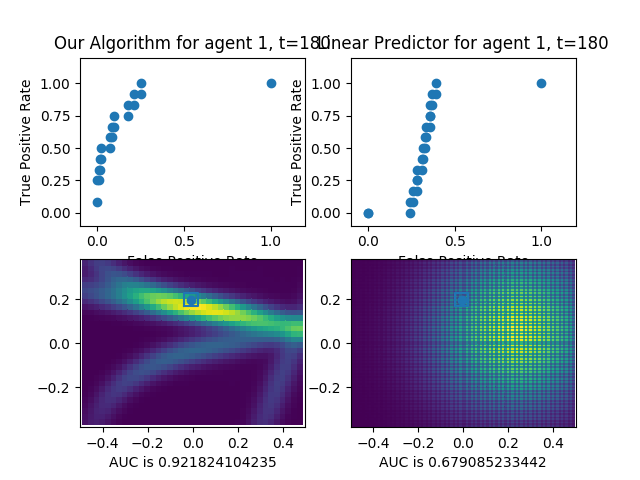 Our Algorithm for agent 1, t=180
Linear Predictor for agent 1, t=180
True Positive Rate
1.00
0.75
0.50
0.25
0.00
0.0 0.5 1.0
False Positive Rate
True Positive Rate
1.00
0.75
0.50
0.25
0.00
0.0 0.5 1.0
False Positive Rate
0.2
0.0
−0.2
−0.4 −0.2 0.0 0.2 0.4
AUC is 0.921824104235
0.2
0.0
−0.2
−0.4 −0.2 0.0 0.2 0.4
AUC is 0.679085233442